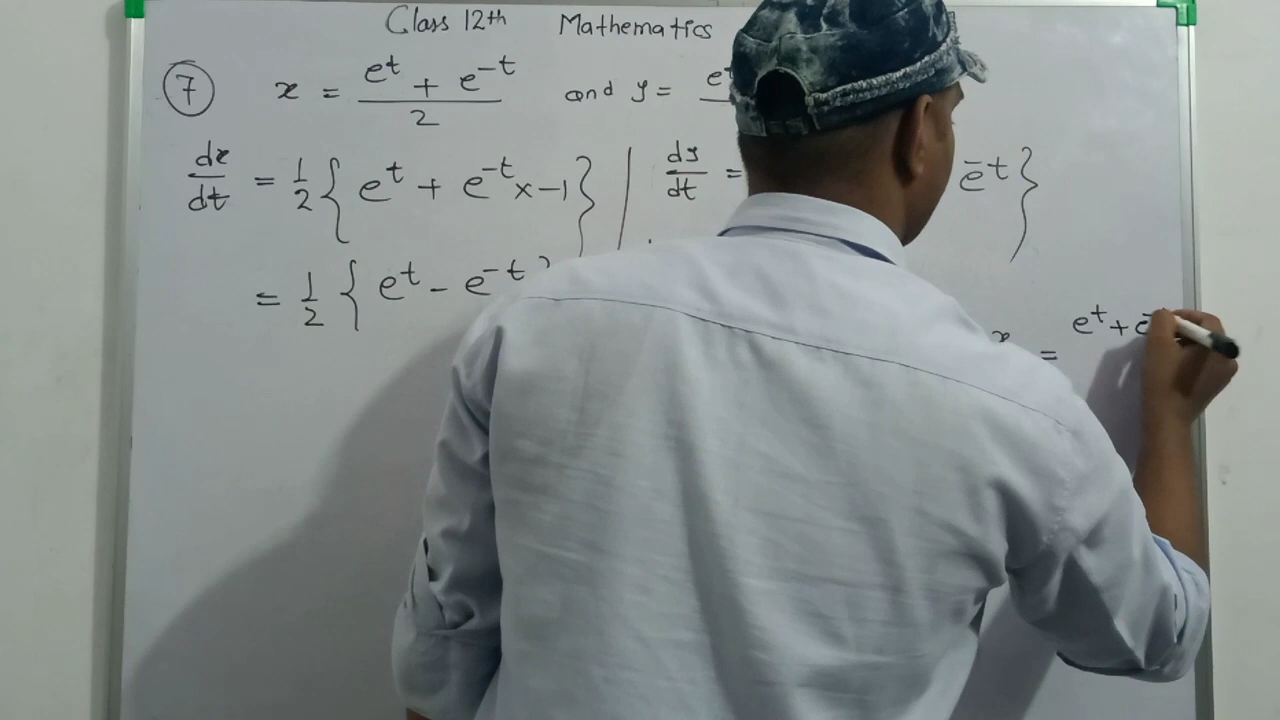 Class 12th Mathematics
⑦ x = (e^t + e^-t)/2 and y = e^t
dx/dt = 1/2 { e^t + e^-t x -1 } | dy/dt = e^-t }
= 1/2 { e^t - e^-t }
x = e^t + e